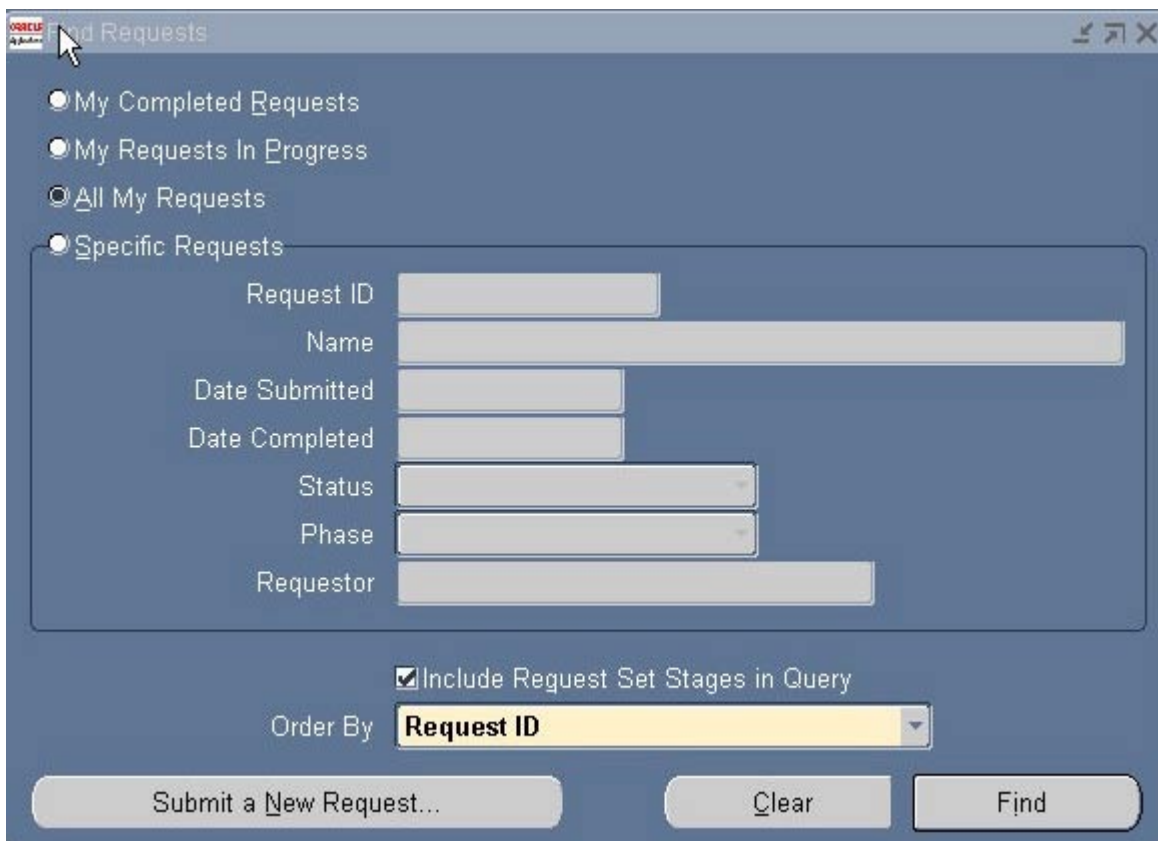 ORACLE
Find Requests
My Completed Requests
My Requests In Progress
All My Requests
Specific Requests
Request ID
Name
Date Submitted
Date Completed
Status
Phase
Requestor
Include Request Set Stages in Query
Order By Request ID
Submit a New Request... Clear Find